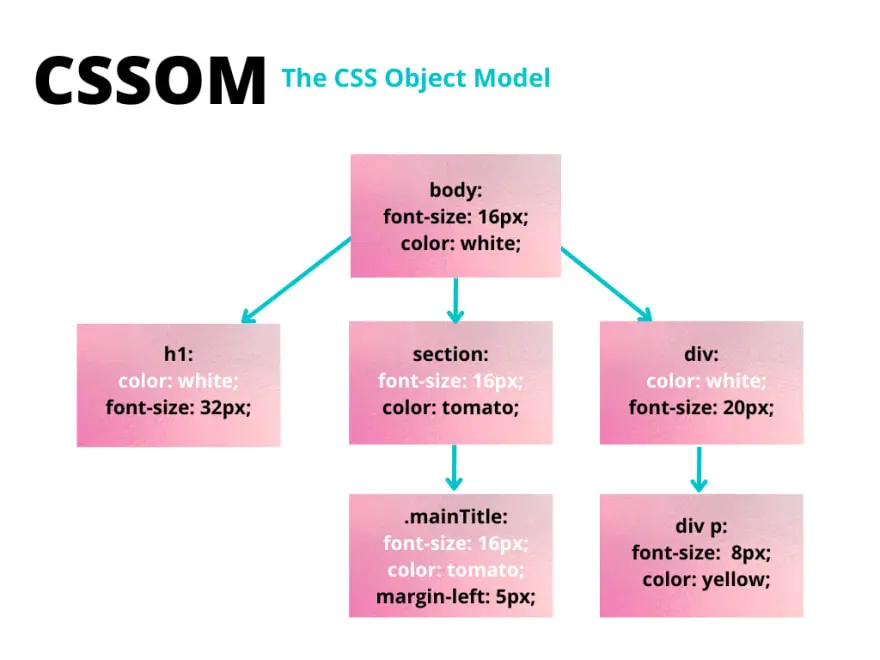 CSSOM The CSS Object Model
body:
font-size: 16px;
color: white;
h1:
color: white;
font-size: 32px;
section:
font-size: 16px;
color: tomato;
div:
color: white;
font-size: 20px;
.mainTitle:
font-size: 16px;
color: tomato;
margin-left: 5px;
div p:
font-size: 8px;
color: yellow;